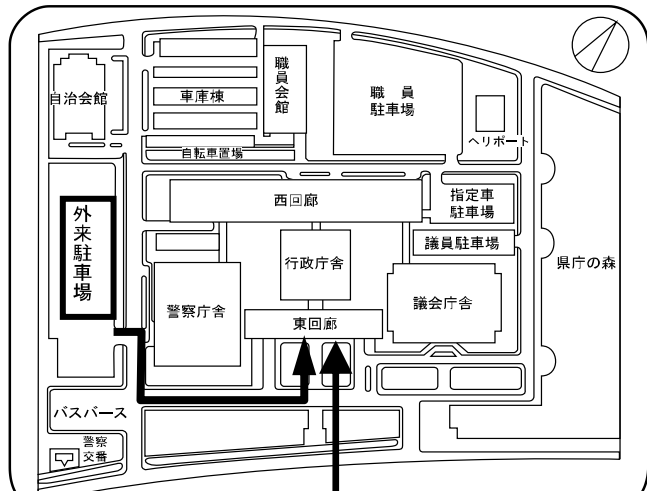 自治会館
車庫棟
職員会館
職員
駐車場
ヘリポート
自転車置場
西回廊
指定車
駐車場
外来駐車場
行政庁舎
議員駐車場
県庁の森
警察庁舎
議会庁舎
東回廊
バスバース
警察
交番